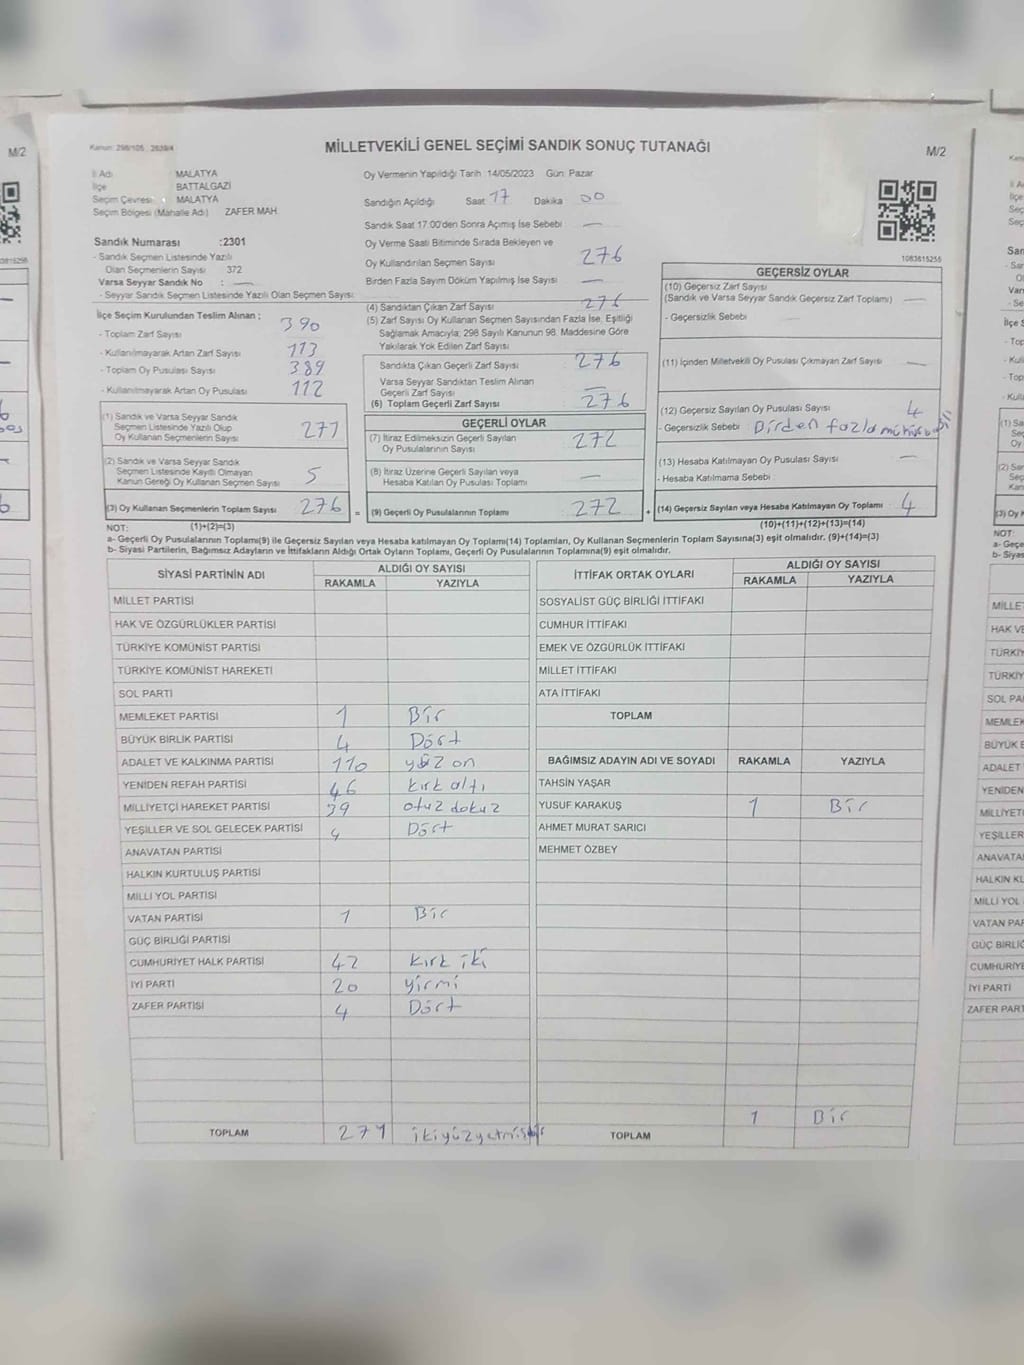 Kanun: 298/105 , 2839/4
MİLLETVEKİLİ GENEL SEÇİMİ SANDIK SONUÇ TUTANAĞI
M/2
M/2
İl Adı : MALATYA
İlçe : BATTALGAZİ
Seçim Çevresi : MALATYA
Seçim Bölgesi (Mahalle Adı) ZAFER MAH
Oy Vermenin Yapıldığı Tarih 14/05/2023 Gün Pazar
Sandığın Açıldığı Saat 17 Dakika 00
Sandık Saat 17:00'den Sonra Açımış İse Sebebi —
Oy Verme Saati Bitiminde Sırada Bekleyen ve
Oy Kullandırılan Seçmen Sayısı 276
Birden Fazla Sayım Döküm Yapılmış İse Sayısı —
1083615255
Sandık Numarası :2301
- Sandık Seçmen Listesinde Yazılı
Olan Seçmenlerin Sayısı 372
Varsa Seyyar Sandık No : —
- Seyyar Sandık Seçmen Listesinde Yazılı Olan Seçmen Sayısı:
İlçe Seçim Kurulundan Teslim Alınan ;
- Toplam Zarf Sayısı 390
- Kullanılmayarak Artan Zarf Sayısı 113
- Toplam Oy Pusulası Sayısı 389
- Kullanılmayarak Artan Oy Pusulası 112
(4) Sandıktan Çıkan Zarf Sayısı 276
(5) Zarf Sayısı Oy Kullanan Seçmen Sayısından Fazla İse, Eşitliği
Sağlamak Amacıyla; 298 Sayılı Kanunun 98. Maddesine Göre
Yakılarak Yok Edilen Zarf Sayısı —
Sandıkta Çıkan Geçerli Zarf Sayısı 276
Varsa Seyyar Sandıktan Teslim Alınan
Geçerli Zarf Sayısı —
(6) Toplam Geçerli Zarf Sayısı 276
GEÇERSİZ OYLAR
(10) Geçersiz Zarf Sayısı
(Sandık ve Varsa Seyyar Sandık Geçersiz Zarf Toplamı) —
- Geçersizlik Sebebi —
(11) İçinden Milletvekili Oy Pusulası Çıkmayan Zarf Sayısı —
(12) Geçersiz Sayılan Oy Pusulası Sayısı 4
- Geçersizlik Sebebi Birden fazla
(13) Hesaba Katılmayan Oy Pusulası Sayısı —
- Hesaba Katılmama Sebebi
(14) Geçersiz Sayılan veya Hesaba Katılmayan Oy Toplamı 4
(10)+(11)+(12)+(13)=(14)
(1) Sandık ve Varsa Seyyar Sandık
Seçmen Listesinde Yazılı Olup
Oy Kullanan Seçmenlerin Sayısı 271
(2) Sandık ve Varsa Seyyar Sandık
Seçmen Listesinde Kayıtlı Olmayan
Kanun Gereği Oy Kullanan Seçmen Sayısı 5
(3) Oy Kullanan Seçmenlerin Toplam Sayısı 276 =
(1)+(2)=(3)
GEÇERLİ OYLAR
(7) İtiraz Edilmeksizin Geçerli Sayılan
Oy Pusulalarının Sayısı 272
(8) İtiraz Üzerine Geçerli Sayılan veya
Hesaba Katılan Oy Pusulası Toplamı —
(9) Geçerli Oy Pusulalarının Toplamı 272 +
NOT:
a- Geçerli Oy Pusulalarının Toplamı(9) ile Geçersiz Sayılan veya Hesaba katılmayan Oy Toplamı(14) Toplamları, Oy Kullanan Seçmenlerin Toplam Sayısına(3) eşit olmalıdır. (9)+(14)=(3)
b- Siyasi Partilerin, Bağımsız Adayların ve İttifakların Aldığı Ortak Oyların Toplamı, Geçerli Oy Pusulalarının Toplamına(9) eşit olmalıdır.
SİYASİ PARTİNİN ADI ALDIĞI OY SAYISI
RAKAMLA YAZIYLA
MİLLET PARTİSİ
HAK VE ÖZGÜRLÜKLER PARTİSİ
TÜRKİYE KOMÜNİST PARTİSİ
TÜRKİYE KOMÜNİST HAREKETİ
SOL PARTİ
MEMLEKET PARTİSİ 1 Bir
BÜYÜK BİRLİK PARTİSİ 4 Dört
ADALET VE KALKINMA PARTİSİ 110 yüz on
YENİDEN REFAH PARTİSİ 46 kırk altı
MİLLİYETÇİ HAREKET PARTİSİ 39 otuz dokuz
YEŞİLLER VE SOL GELECEK PARTİSİ 4 Dört
ANAVATAN PARTİSİ
HALKIN KURTULUŞ PARTİSİ
MİLLİ YOL PARTİSİ
VATAN PARTİSİ 1 Bir
GÜÇ BİRLİĞİ PARTİSİ
CUMHURİYET HALK PARTİSİ 42 kırk iki
İYİ PARTİ 20 yirmi
ZAFER PARTİSİ 4 Dört
TOPLAM 271 ikiyüzyetmişbir
İTTİFAK ORTAK OYLARI ALDIĞI OY SAYISI
RAKAMLA YAZIYLA
SOSYALİST GÜÇ BİRLİĞİ İTTİFAKI
CUMHUR İTTİFAKI
EMEK VE ÖZGÜRLÜK İTTİFAKI
MİLLET İTTİFAKI
ATA İTTİFAKI
TOPLAM
BAĞIMSIZ ADAYIN ADI VE SOYADI RAKAMLA YAZIYLA
TAHSİN YAŞAR
YUSUF KARAKUŞ 1 Bir
AHMET MURAT SARICI
MEHMET ÖZBEY
TOPLAM 1 Bir